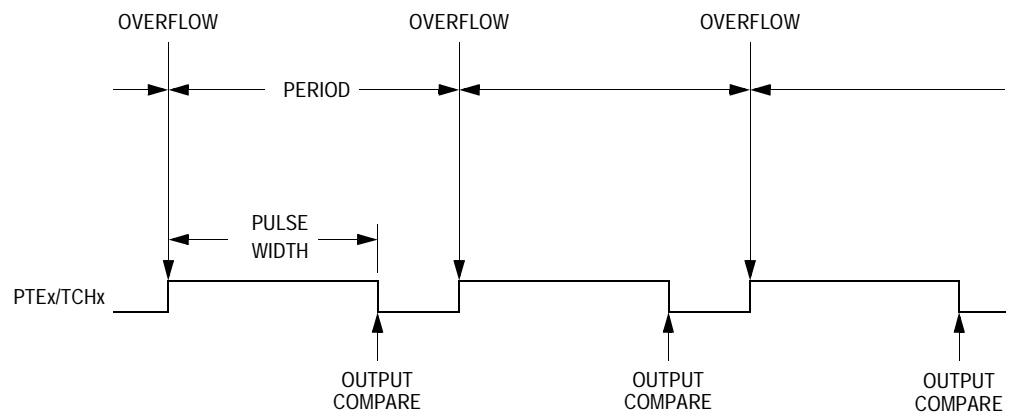 OVERFLOW
OVERFLOW
OVERFLOW
PERIOD
PULSE
WIDTH
PTEx/TCHx
OUTPUT
COMPARE
OUTPUT
COMPARE
OUTPUT
COMPARE